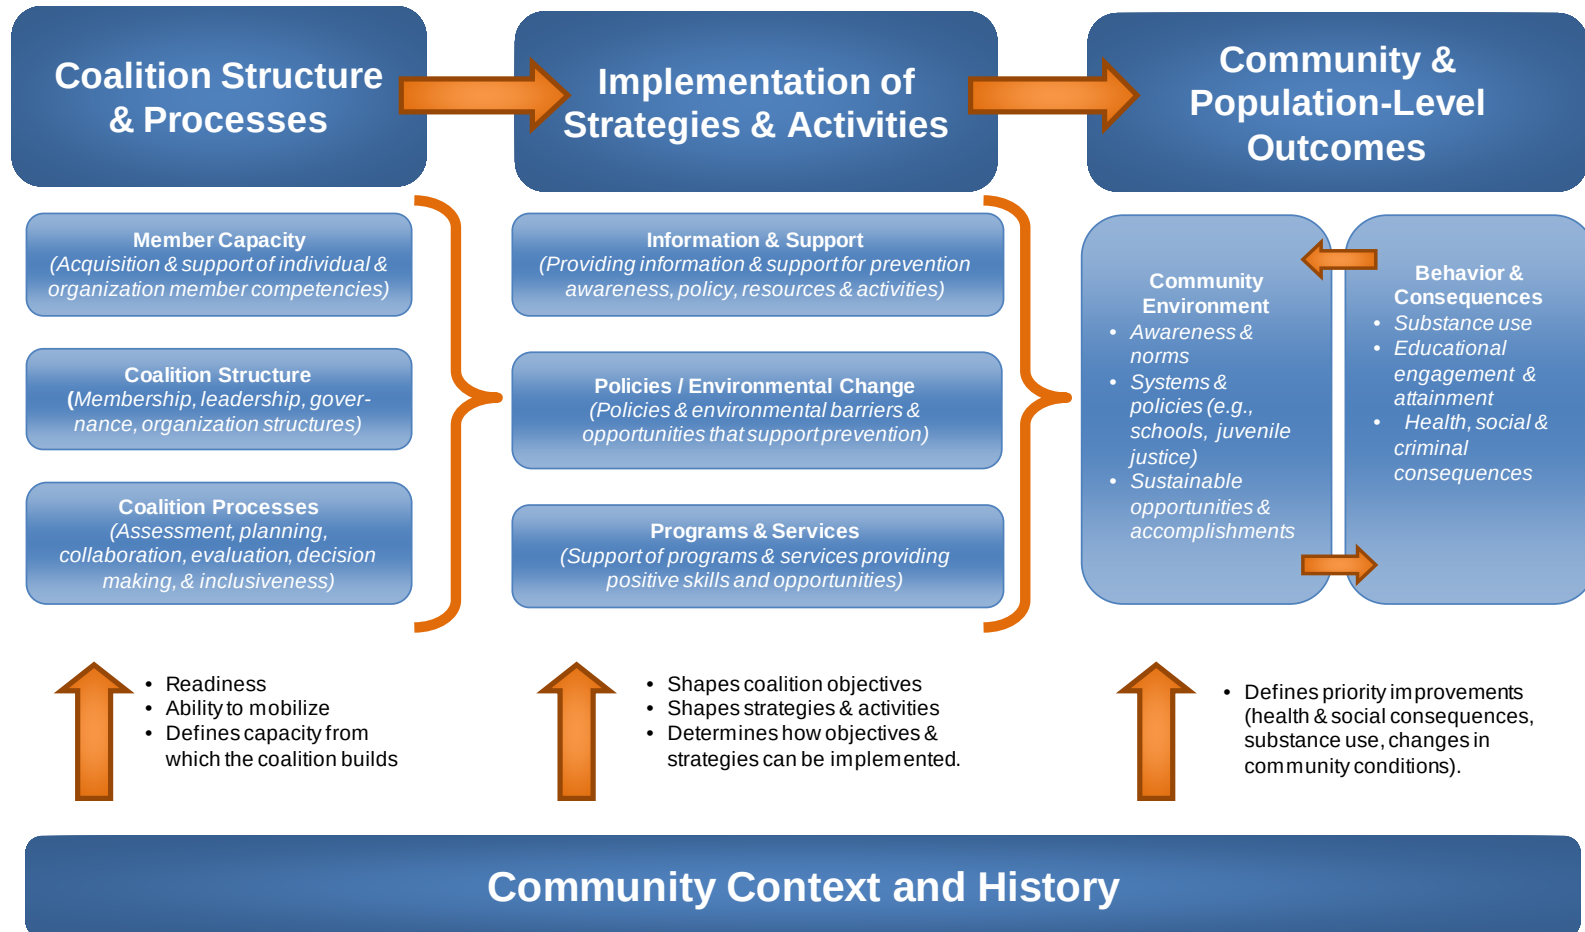 Coalition Structure
& Processes
Implementation of
Strategies & Activities
Community &
Population-Level
Outcomes
Member Capacity
(Acquisition & support of individual &
organization member competencies)
Coalition Structure
(Membership, leadership, gover-
nance, organization structures)
Coalition Processes
(Assessment, planning,
collaboration, evaluation, decision
making, & inclusiveness)
Information & Support
(Providing information & support for prevention
awareness, policy, resources & activities)
Policies / Environmental Change
(Policies & environmental barriers &
opportunities that support prevention)
Programs & Services
(Support of programs & services providing
positive skills and opportunities)
Community
Environment
• Awareness &
norms
• Systems &
policies (e.g.,
schools, juvenile
justice)
• Sustainable
opportunities &
accomplishments
Behavior &
Consequences
• Substance use
• Educational
engagement &
attainment
• Health, social &
criminal
consequences
• Readiness
• Ability to mobilize
• Defines capacity from
which the coalition builds
• Shapes coalition objectives
• Shapes strategies & activities
• Determines how objectives &
strategies can be implemented.
• Defines priority improvements
(health & social consequences,
substance use, changes in
community conditions).
Community Context and History